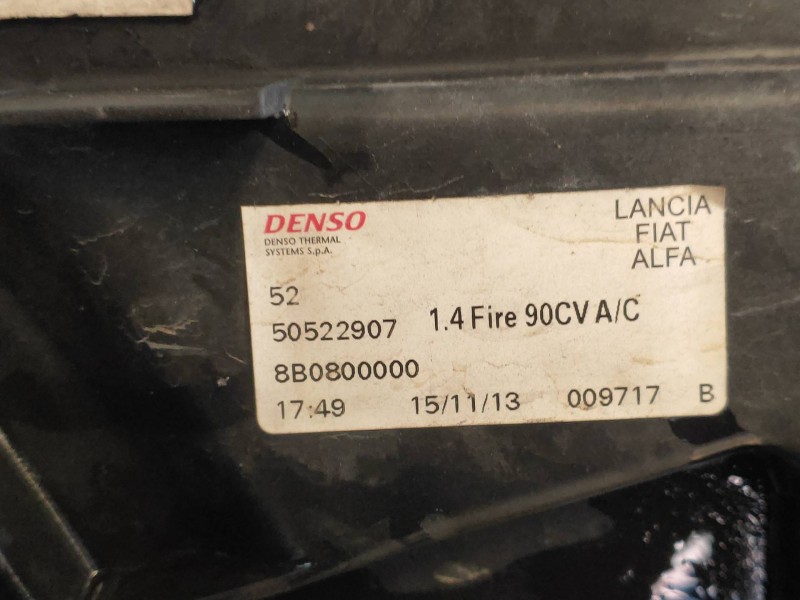 DENSO
DENSO THERMAL
SYSTEMS S.p.A.
LANCIA
FIAT
ALFA
52
50522907 1.4 Fire 90CV A/C
8B0800000
17:49 15/11/13 009717 B